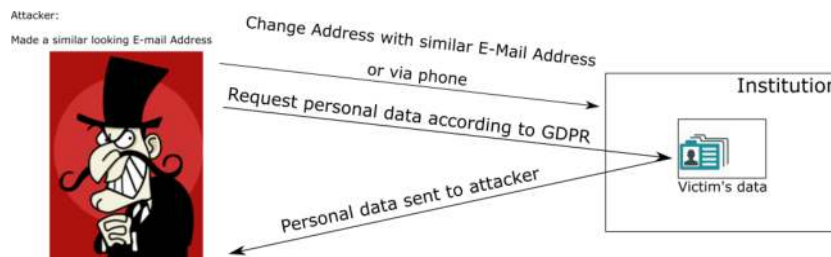 Attacker:
Made a similar looking E-mail Address
Change Address with similar E-Mail Address
or via phone
Request personal data according to GDPR
Personal data sent to attacker
Institution
Victim's data